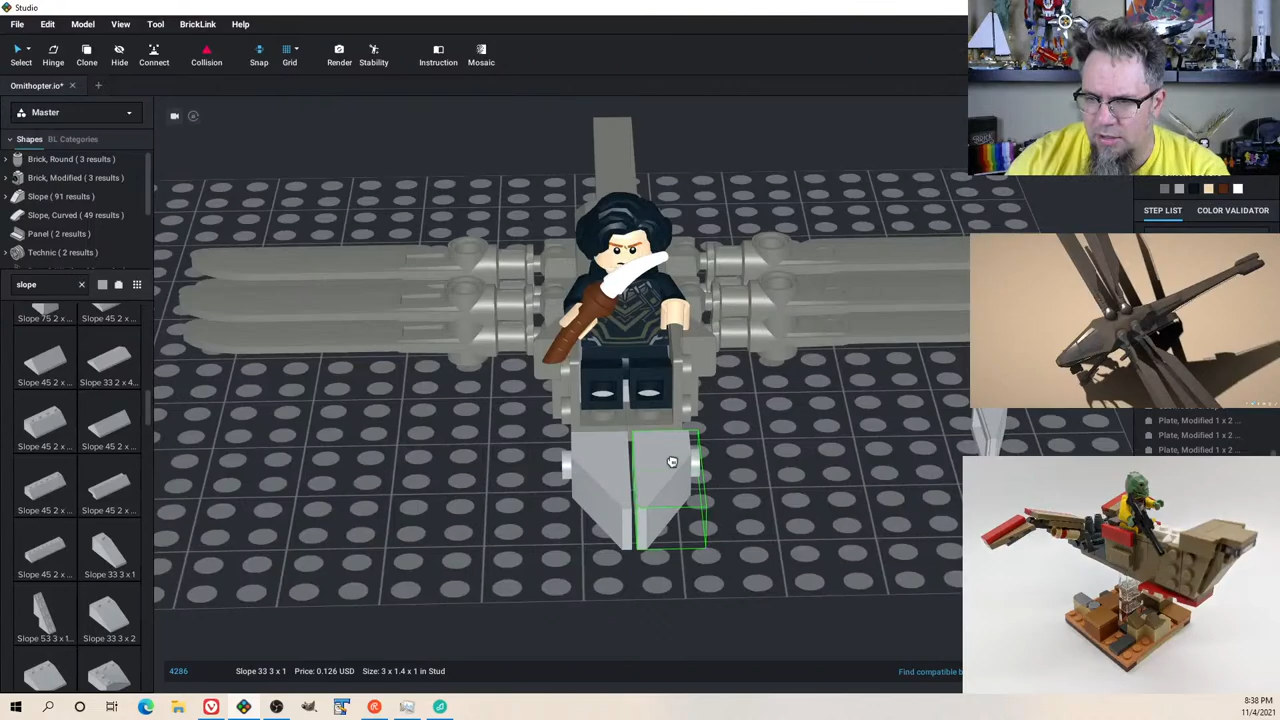 Studio
File Edit Model View Tool BrickLink Help
Select Hinge Clone Hide Connect Collision Snap Grid Render Stability Instruction Mosaic
Ornithopter.io*
Master
Shapes BL Categories
Brick, Round ( 3 results )
Brick, Modified ( 3 results )
Slope ( 91 results )
Slope, Curved ( 49 results )
Panel ( 2 results )
Technic ( 2 results )
slope
Slope 75 2 x ... Slope 45 2 x ...
Slope 45 2 x ... Slope 33 2 x 4...
Slope 45 2 x ... Slope 45 2 x ...
Slope 45 2 x ... Slope 45 2 x ...
Slope 45 2 x ... Slope 33 3 x 1
Slope 53 3 x 1... Slope 33 3 x 2
STEP LIST COLOR VALIDATOR
Plate, Modified 1 x 2 ...
Plate, Modified 1 x 2 ...
Plate, Modified 1 x 2 ...
4286 Slope 33 3 x 1 Price: 0.126 USD Size: 3 x 1.4 x 1 in Stud
Find compatible b
8:38 PM
11/4/2021